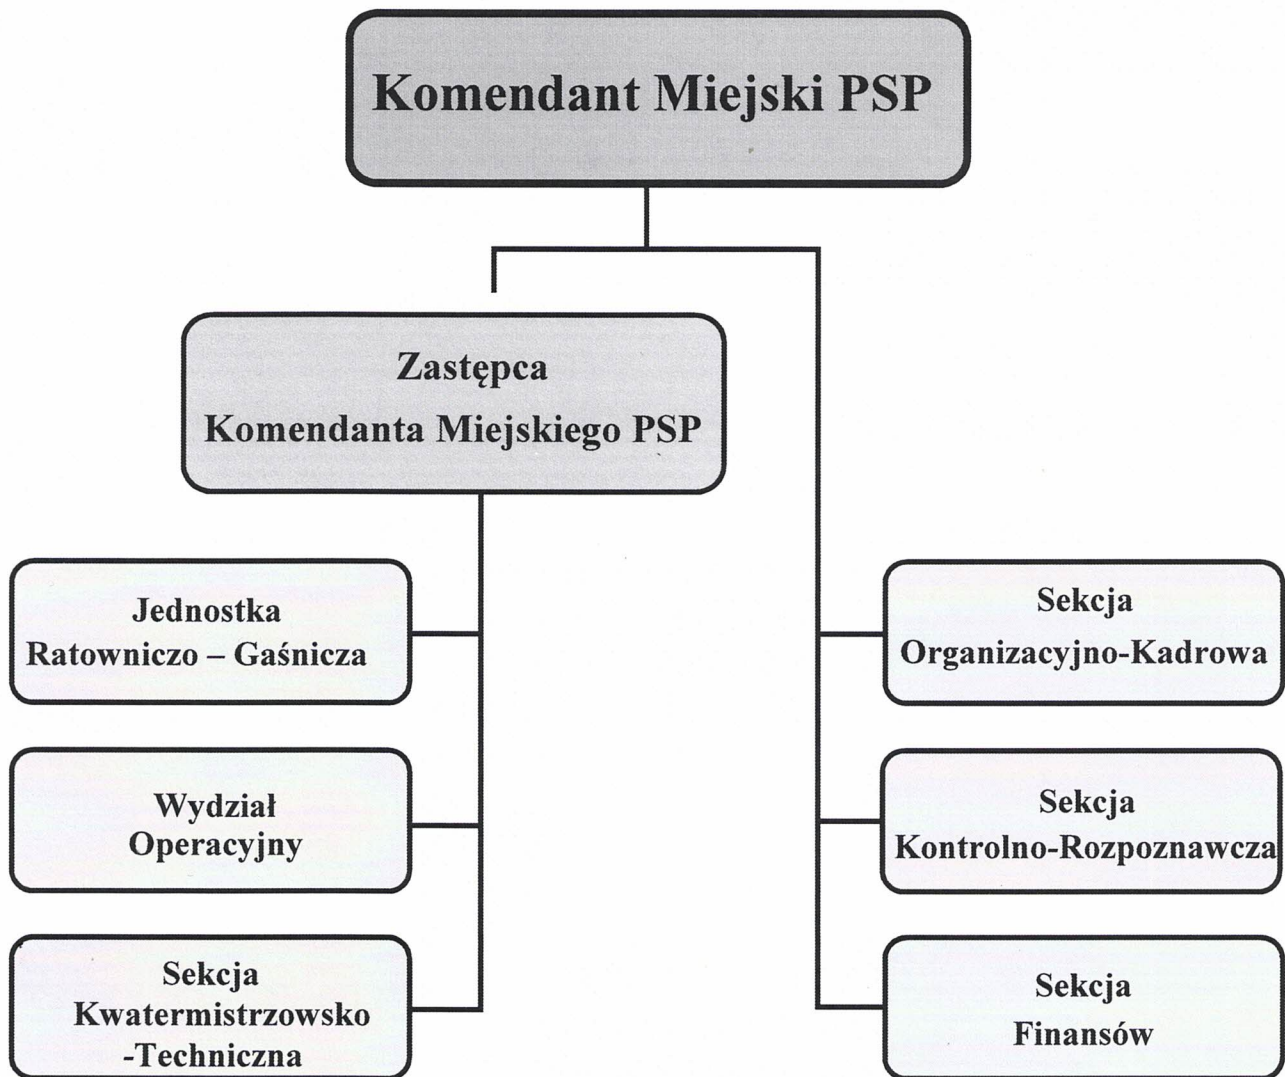 Komendant Miejski PSP
Zastępca
Komendanta Miejskiego PSP
Jednostka
Ratowniczo – Gaśnicza
Wydział
Operacyjny
Sekcja
Kwatermistrzowsko
-Techniczna
Sekcja
Organizacyjno-Kadrowa
Sekcja
Kontrolno-Rozpoznawcza
Sekcja
Finansów